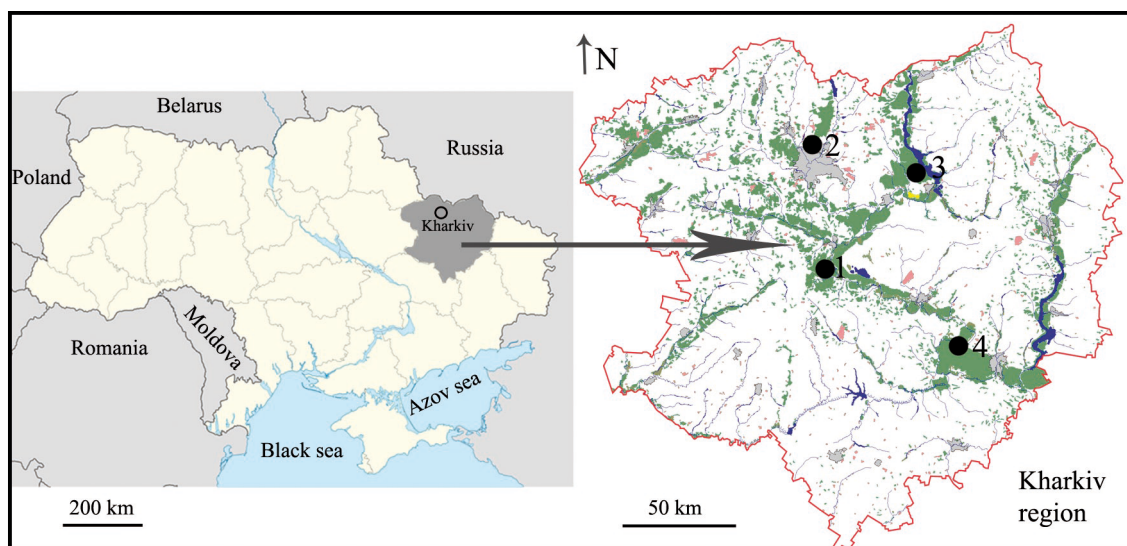 Belarus
Russia
Poland
Kharkiv
Moldova
Romania
Azov sea
Black sea
200 km
N
2
3
1
4
50 km
Kharkiv
region